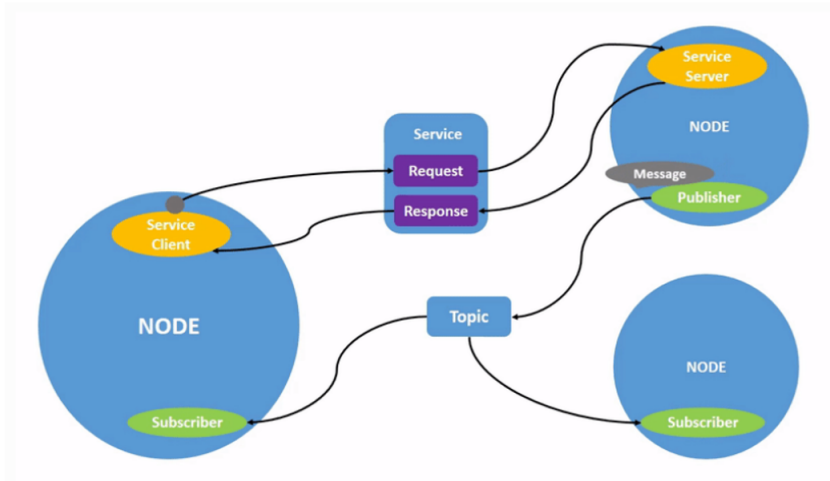 Service
Server
NODE
Service
Request
Message
Publisher
Response
Service
Client
Topic
NODE
NODE
Subscriber
Subscriber